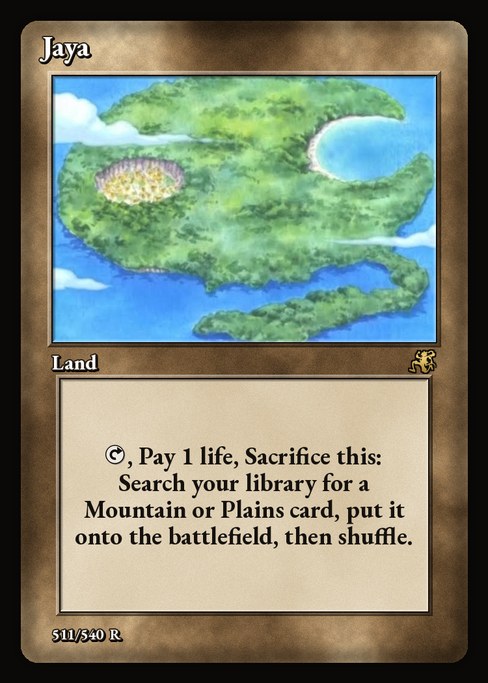 Jaya
Land
, Pay 1 life, Sacrifice this:
Search your library for a
Mountain or Plains card, put it
onto the battlefield, then shuffle.
511/540 R